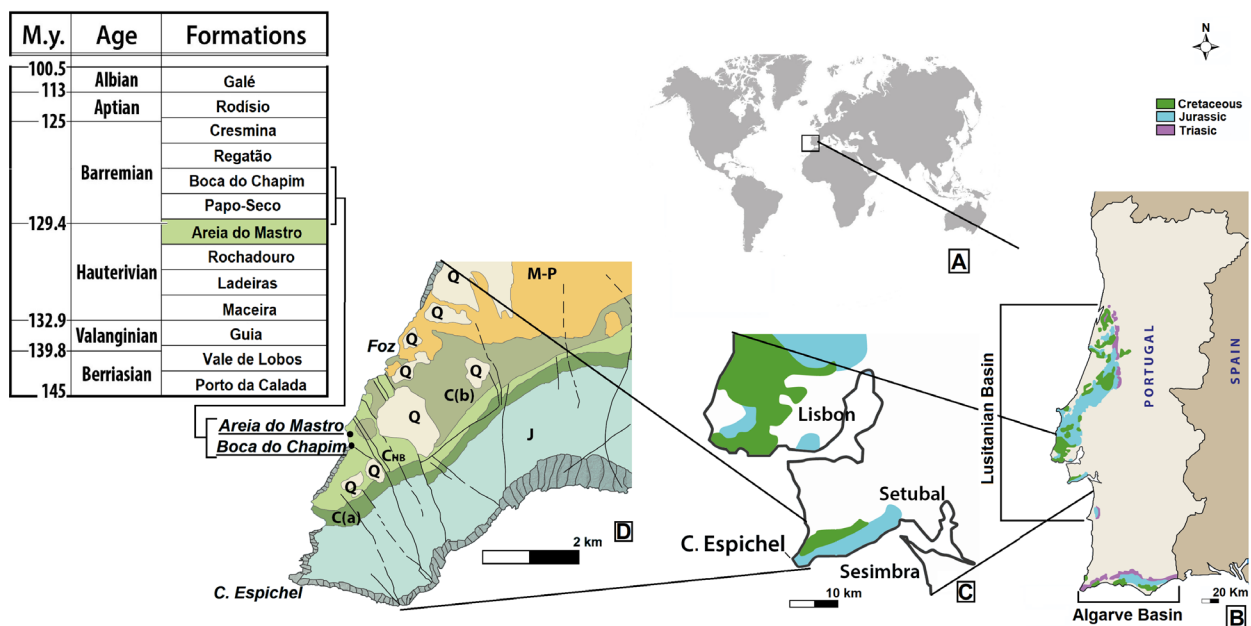 M.y. Age Formations
100.5
Albian Galé
113
Aptian Rodísio
125
Cresmina
Regatão
Barremian Boca do Chapim
Papo-Seco
129.4
Areia do Mastro
Rochadouro
Hauterivian Ladeiras
Maceira
132.9
Valanginian Guia
139.8
Vale de Lobos
Berriasian
Porto da Calada
145
Areia do Mastro
Boca do Chapim
Q
M-P
Q
Q
Foz
Q
Q
C(b)
Q
J
CHB
Q
Q
C(a)
D
2 km
C. Espichel
A
Lisbon
Setubal
C. Espichel
Sesimbra
C
10 km
N
Cretaceous
Jurassic
Triasic
Lusitanian Basin
PORTUGAL
SPAIN
Algarve Basin
20 Km
B